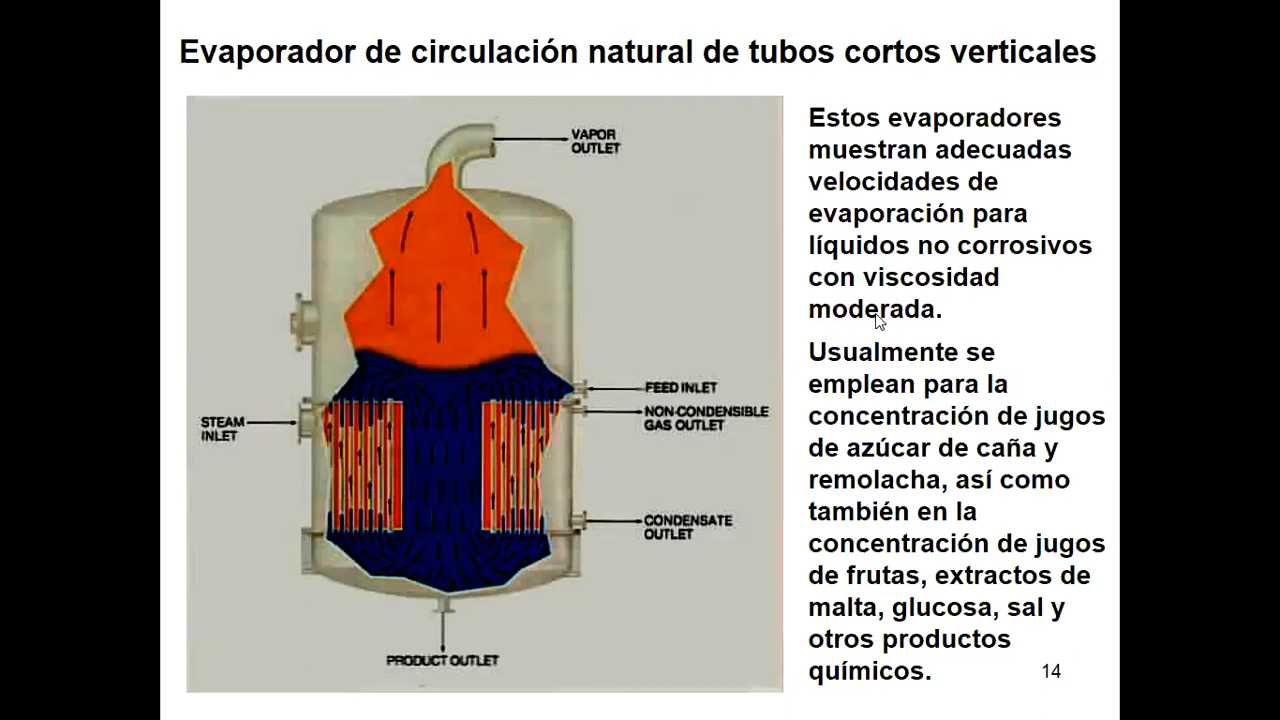 Evaporador de circulación natural de tubos cortos verticales
VAPOR
OUTLET
FEED INLET
NON-CONDENSIBLE
GAS OUTLET
STEAM
INLET
CONDENSATE
OUTLET
PRODUCT OUTLET
Estos evaporadores
muestran adecuadas
velocidades de
evaporación para
líquidos no corrosivos
con viscosidad
moderada.
Usualmente se
emplean para la
concentración de jugos
de azúcar de caña y
remolacha, así como
también en la
concentración de jugos
de frutas, extractos de
malta, glucosa, sal y
otros productos
químicos.
14